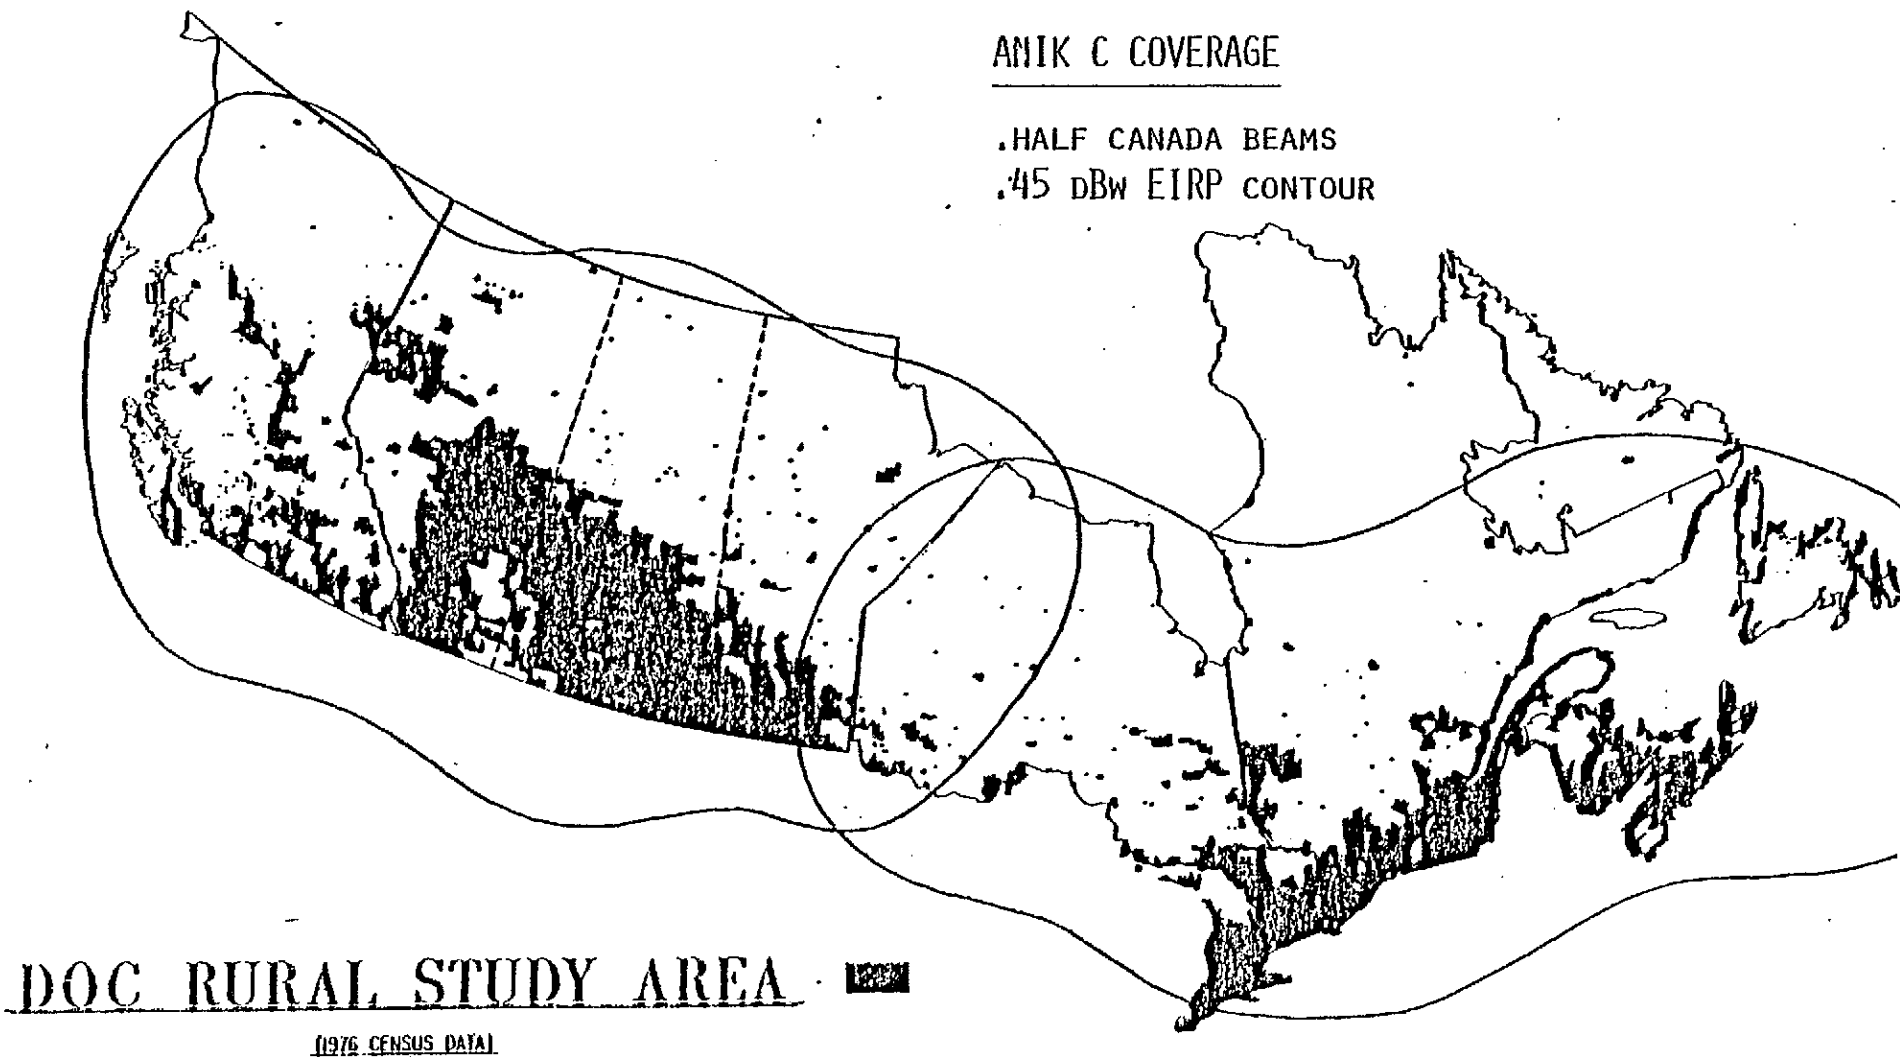 ANIK C COVERAGE
.HALF CANADA BEAMS
.45 DBW EIRP CONTOUR
DOC RURAL STUDY AREA
(1976 CENSUS DATA)